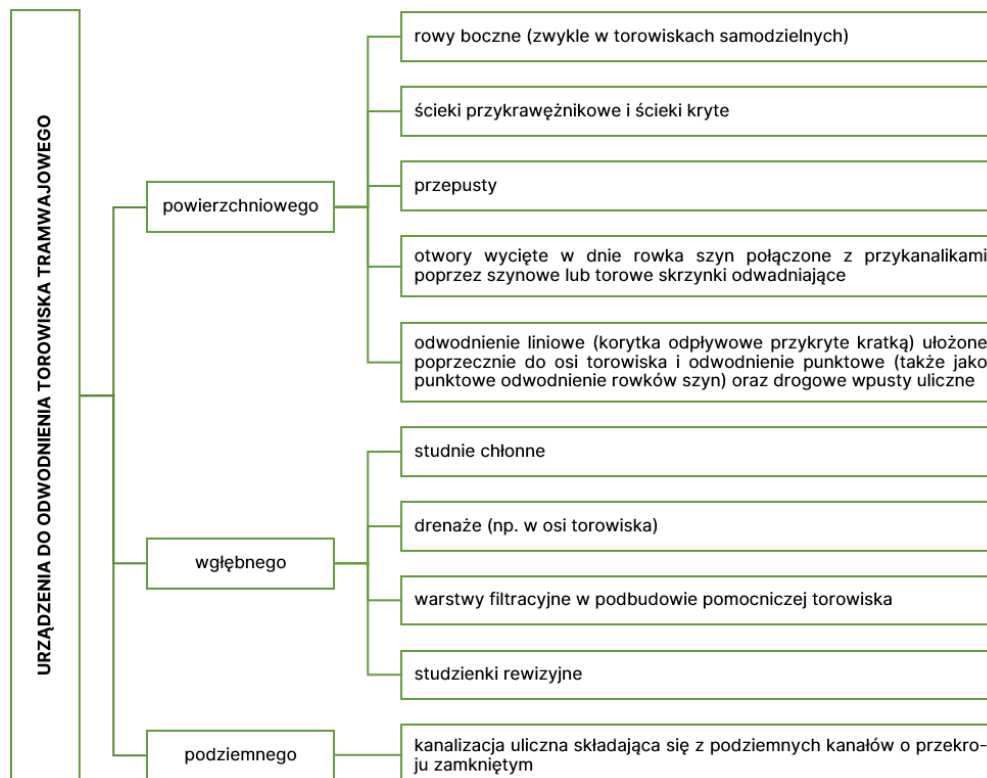 URZĄDZENIA DO ODWODNIENIA TOROWISKA TRAMWAJOWEGO
powierzchniowego
rowy boczne (zwykle w torowiskach samodzielnych)
ścieki przykrawężnikowe i ścieki kryte
przepusty
otwory wycięte w dnie rowka szyn połączone z przykanalikami
poprzez szynowe lub torowe skrzynki odwadniające
odwodnienie liniowe (korytka odpływowe przykryte kratką) ułożone
poprzecznie do osi torowiska i odwodnienie punktowe (także jako
punktowe odwodnienie rowków szyn) oraz drogowe wpusty uliczne
wgłębnego
studnie chłonne
drenaże (np. w osi torowiska)
warstwy filtracyjne w podbudowie pomocniczej torowiska
studzienki rewizyjne
podziemnego
kanalizacja uliczna składająca się z podziemnych kanałów o przekro-
ju zamkniętym